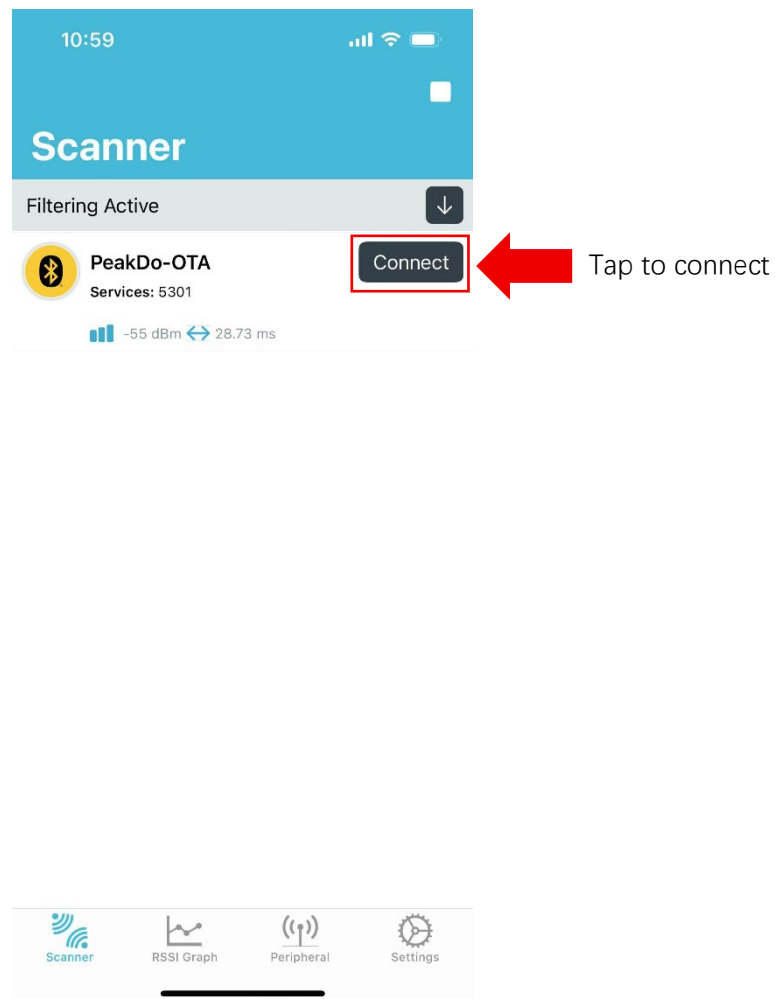 10:59
Scanner
Filtering Active
PeakDo-OTA
Connect
Tap to connect
Services: 5301
-55 dBm 28.73 ms
Scanner
RSSI Graph
Peripheral
Settings